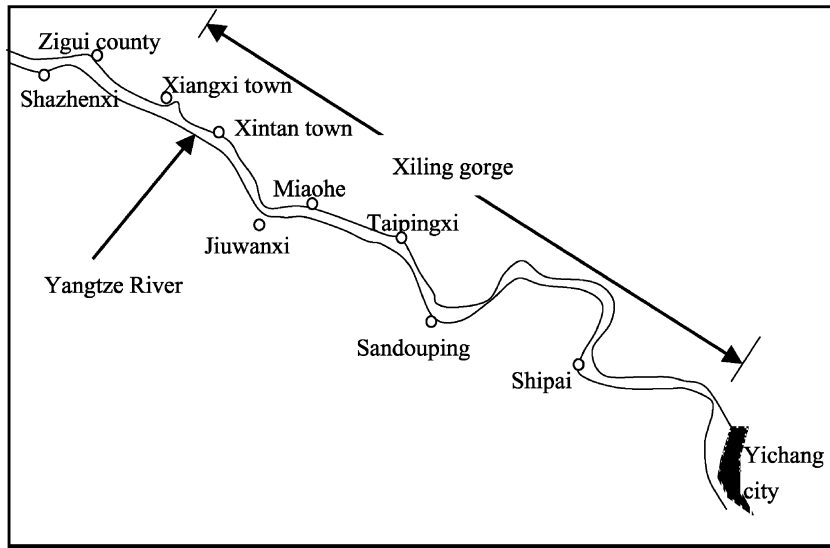 Zigui county
Xiangxi town
Shazhenxi
Xintan town
Xiling gorge
Miaohe
Taipingxi
Jiuwanxi
Yangtze River
Sandouping
Shipai
Yichang
city